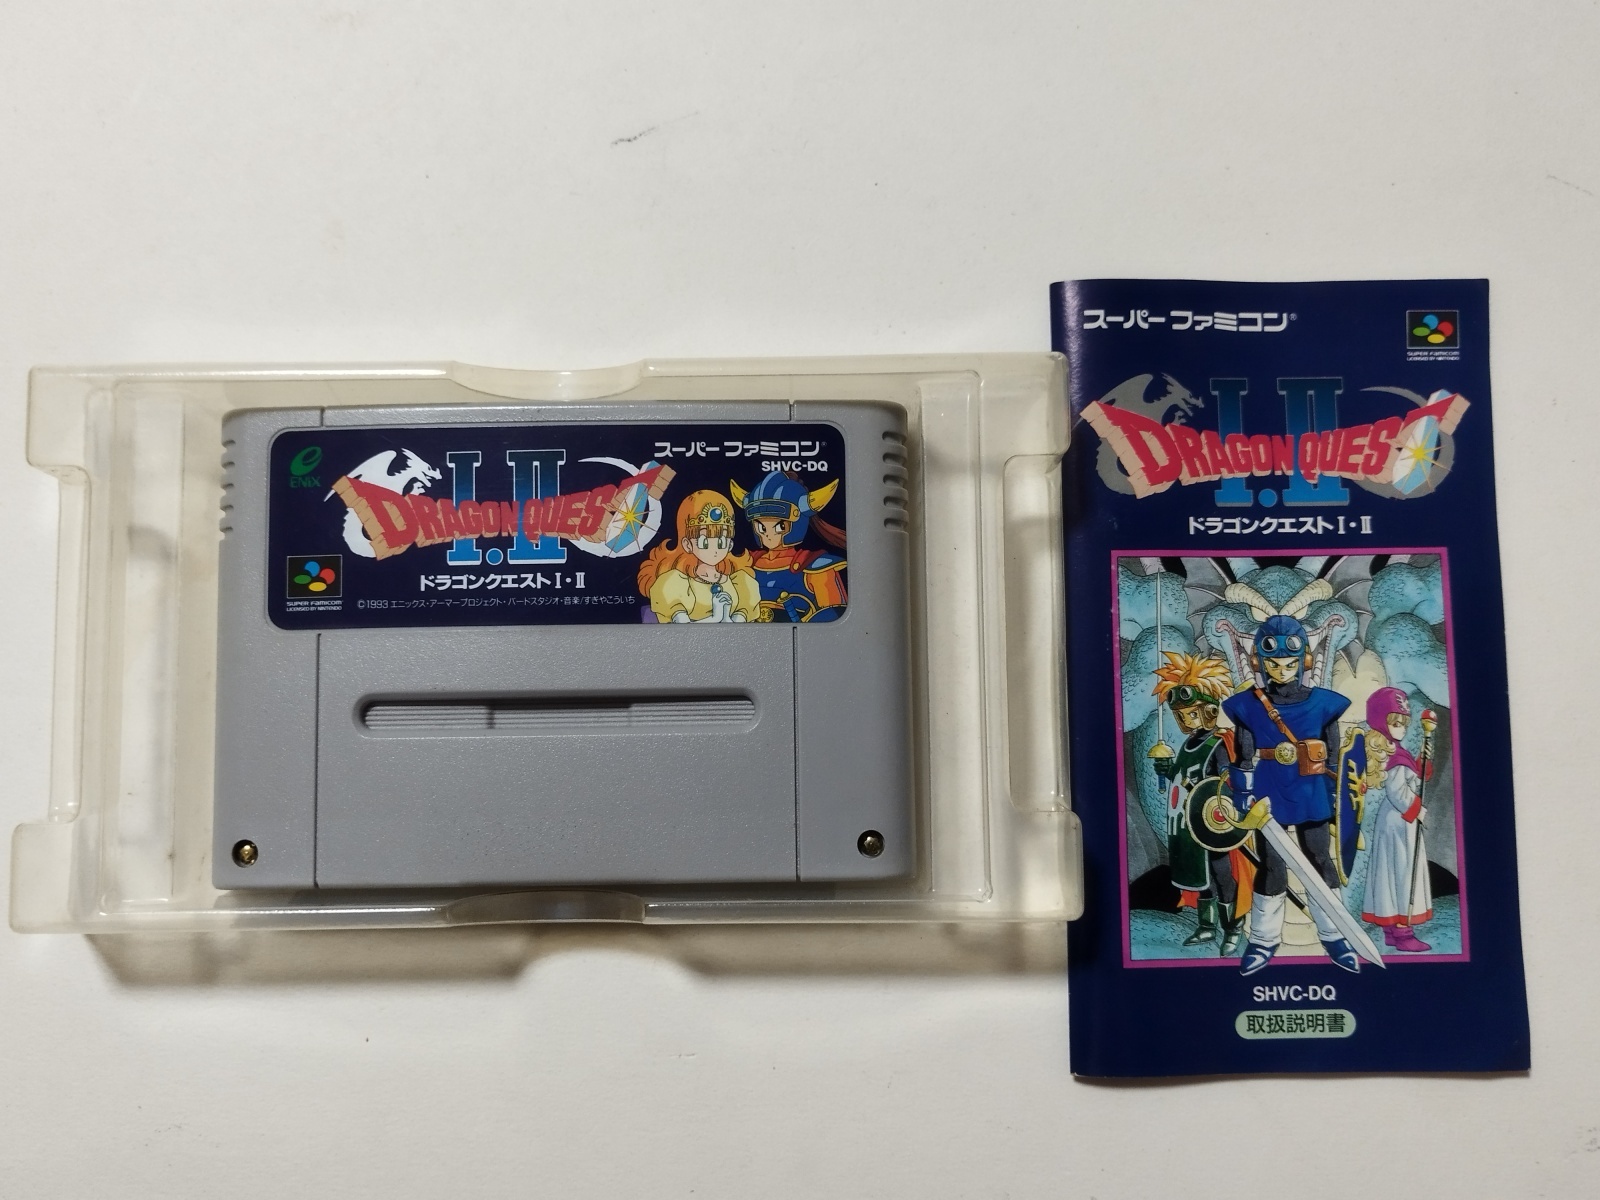 ENIX
スーパーファミコン®
SHVC-DQ
I.II
DRAGON QUEST
ドラゴンクエストI・II
SUPER FAMICOM
LICENSED BY NINTENDO
©1993 エニックス・アーマープロジェクト・バードスタジオ・音楽/すぎやまこういち
スーパーファミコン®
SUPER FAMICOM
LICENSED BY NINTENDO
I.II
DRAGON QUEST
ドラゴンクエストI・II
SHVC-DQ
取扱説明書